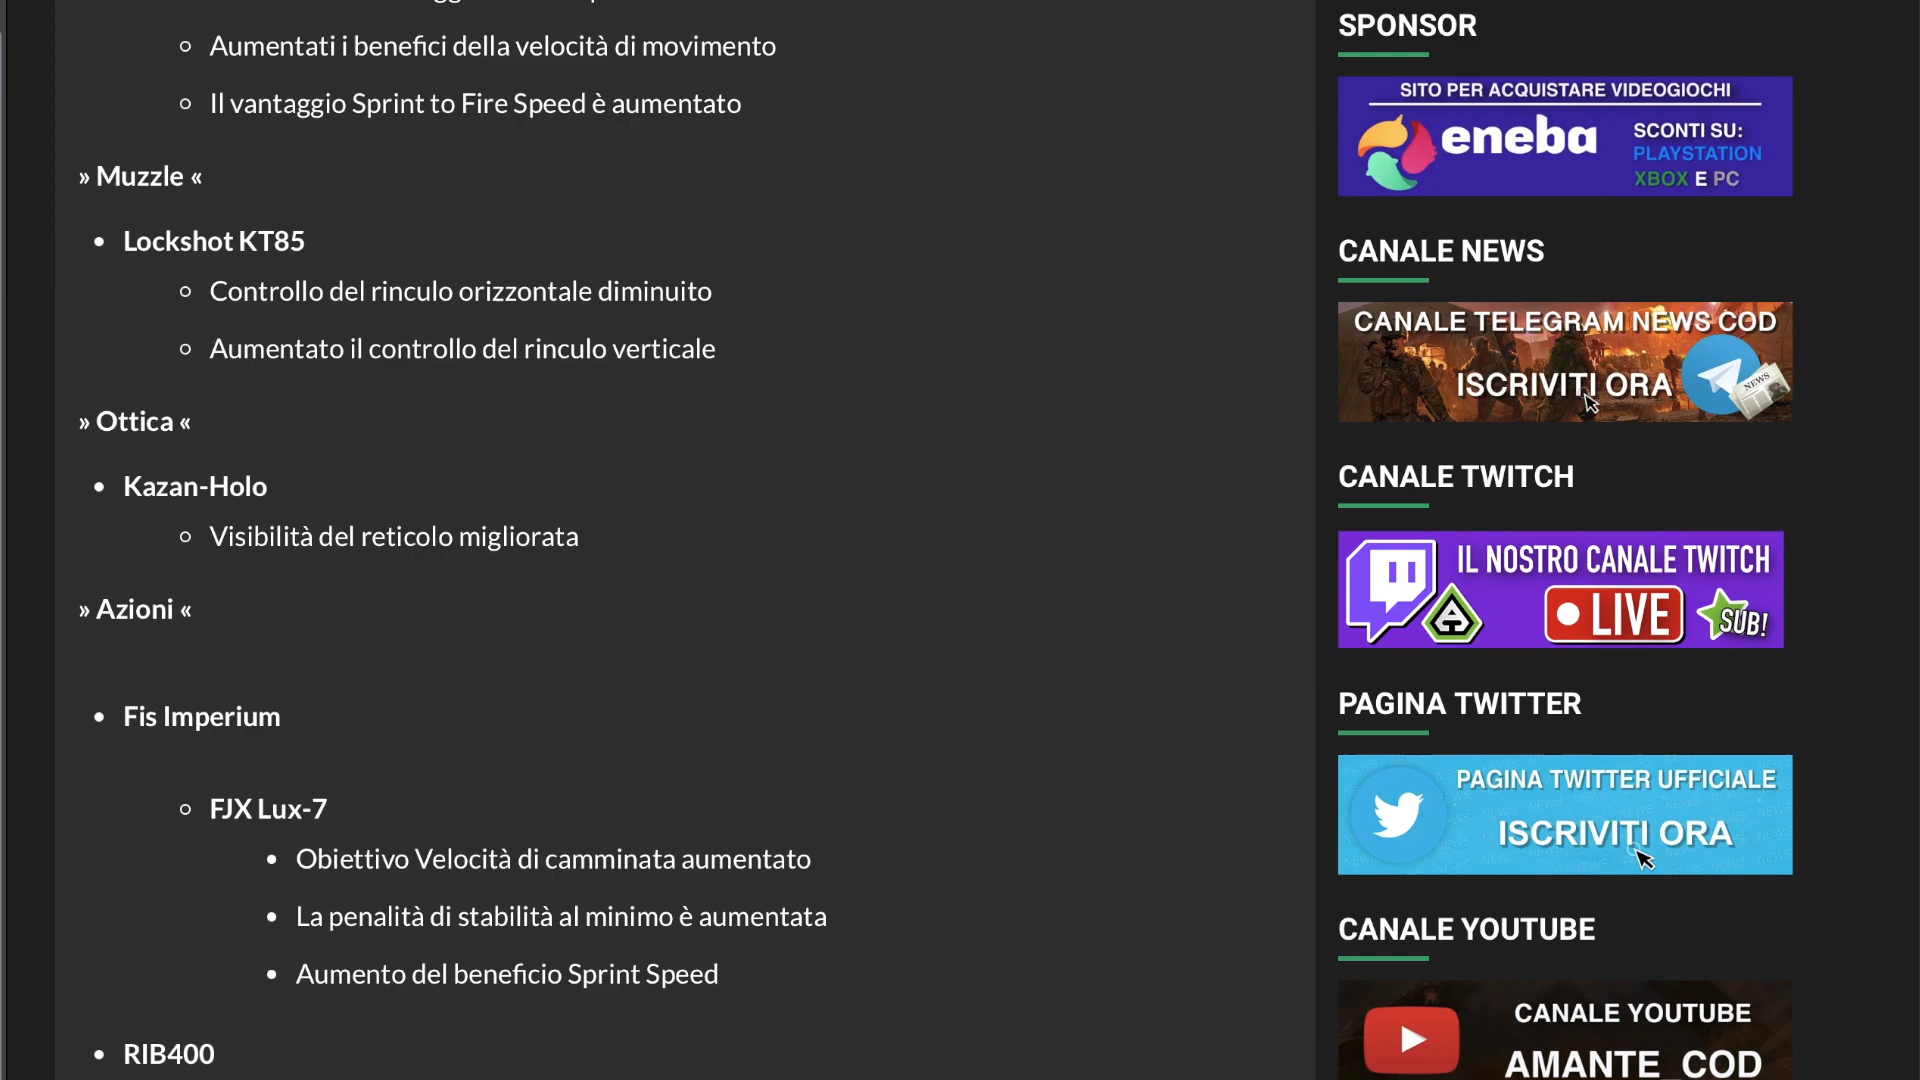 Aumentati i benefici della velocità di movimento
Il vantaggio Sprint to Fire Speed è aumentato
» Muzzle «
Lockshot KT85
Controllo del rinculo orizzontale diminuito
Aumentato il controllo del rinculo verticale
» Ottica «
Kazan-Holo
Visibilità del reticolo migliorata
» Azioni «
Fis Imperium
FJX Lux-7
Obiettivo Velocità di camminata aumentato
La penalità di stabilità al minimo è aumentata
Aumento del beneficio Sprint Speed
RIB400
SPONSOR
SITO PER ACQUISTARE VIDEOGIOCHI
eneba
SCONTI SU:
PLAYSTATION
XBOX E PC
CANALE NEWS
CANALE TELEGRAM NEWS COD
ISCRIVITI ORA
NEWS
CANALE TWITCH
IL NOSTRO CANALE TWITCH
LIVE
SUB!
PAGINA TWITTER
PAGINA TWITTER UFFICIALE
ISCRIVITI ORA
CANALE YOUTUBE
CANALE YOUTUBE
AMANTE_COD